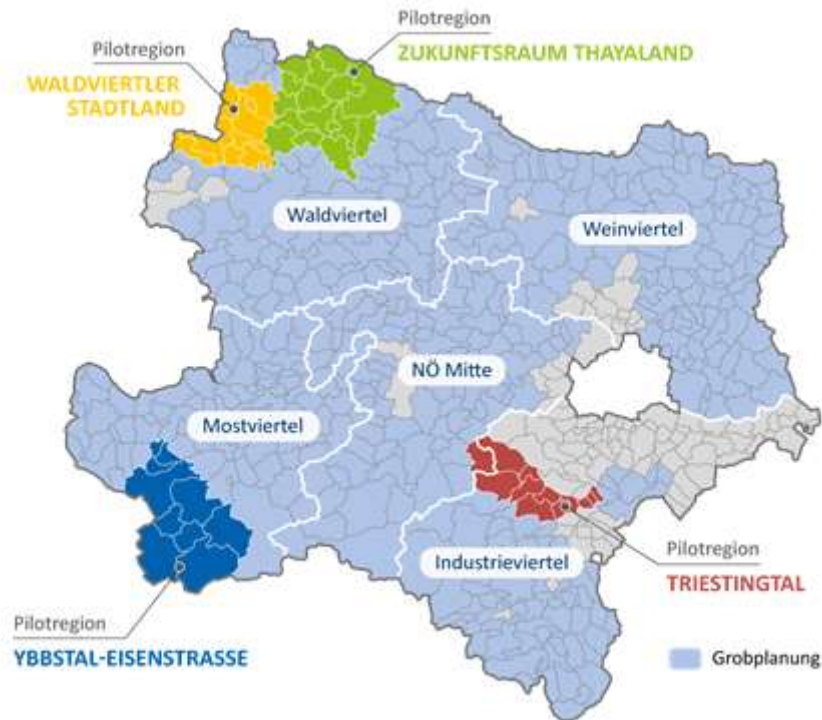 Pilotregion
ZUKUNFTSRAUM THAYALAND
Pilotregion
WALDVIERTLER
STADTLAND
Waldviertel
Weinviertel
NÖ Mitte
Mostviertel
Industrieviertel
Pilotregion
TRIESTINGTAL
Pilotregion
YBBSTAL-EISENSTRASSE
Grobplanung